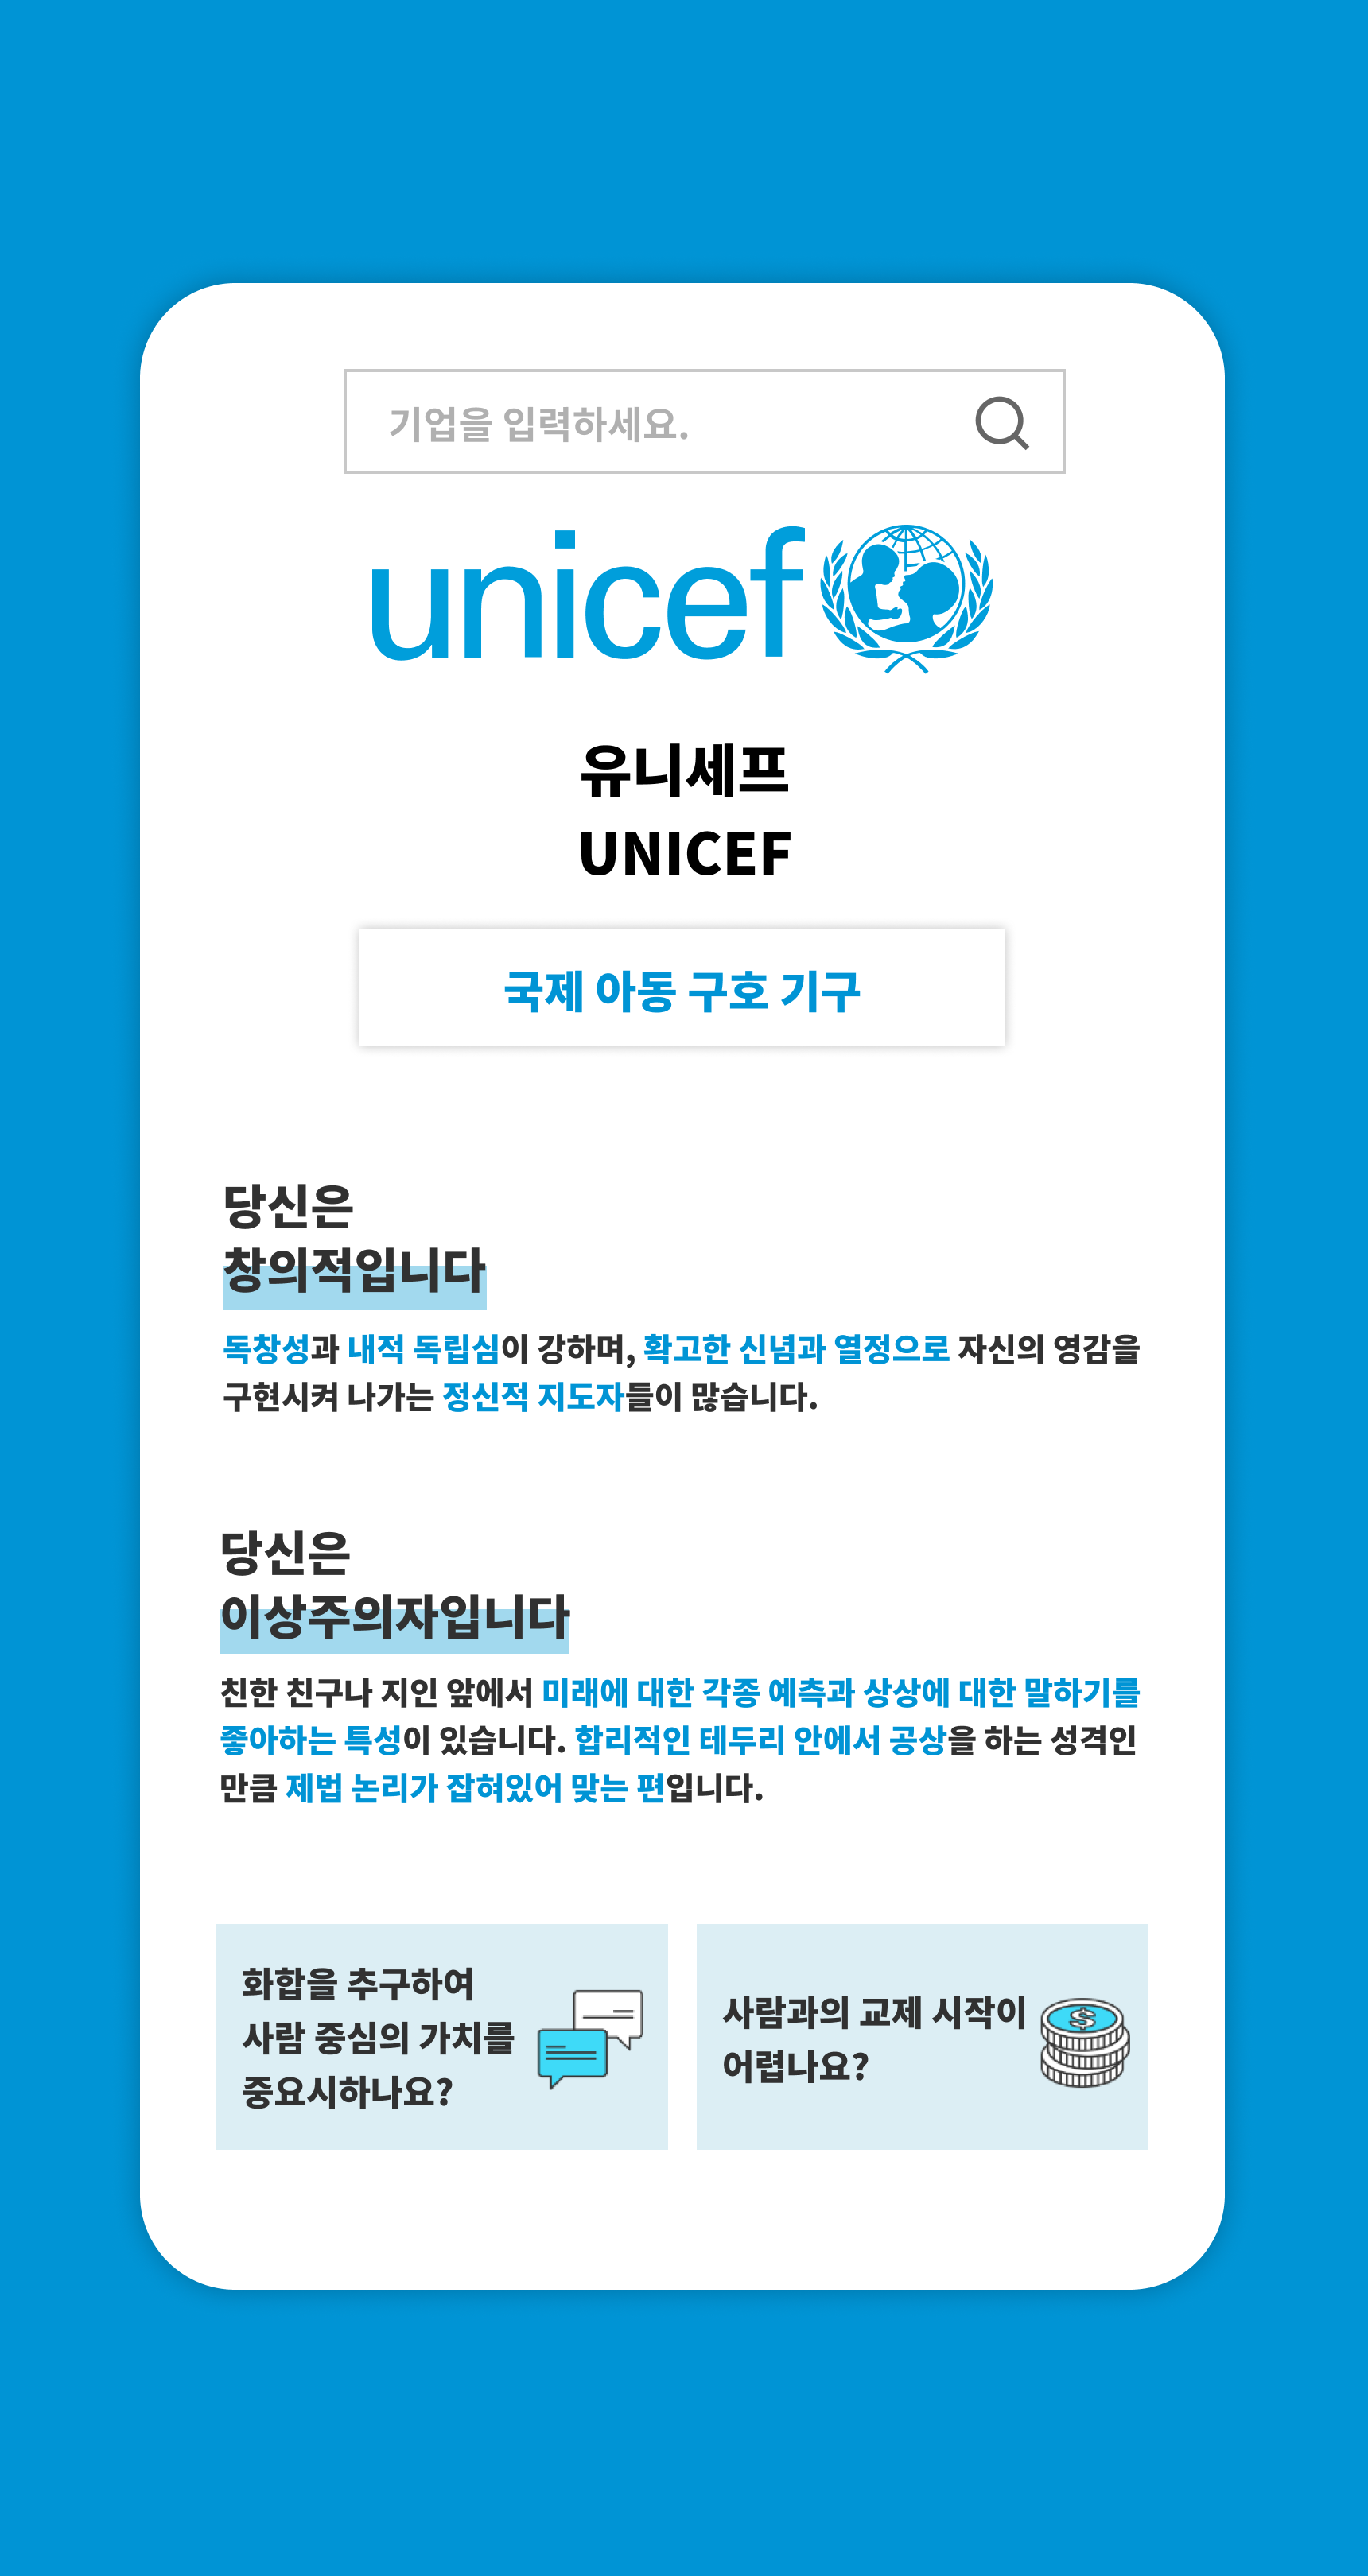 기업을 입력하세요.
unicef
유니세프
UNICEF
국제 아동 구호 기구
당신은
창의적입니다
독창성과 내적 독립심이 강하며, 확고한 신념과 열정으로 자신의 영감을
구현시켜 나가는 정신적 지도자들이 많습니다.
당신은
이상주의자입니다
친한 친구나 지인 앞에서 미래에 대한 각종 예측과 상상에 대한 말하기를
좋아하는 특성이 있습니다. 합리적인 테두리 안에서 공상을 하는 성격인
만큼 제법 논리가 잡혀있어 맞는 편입니다.
화합을 추구하여
사람 중심의 가치를
중요시하나요?
사람과의 교제 시작이
어렵나요?
$